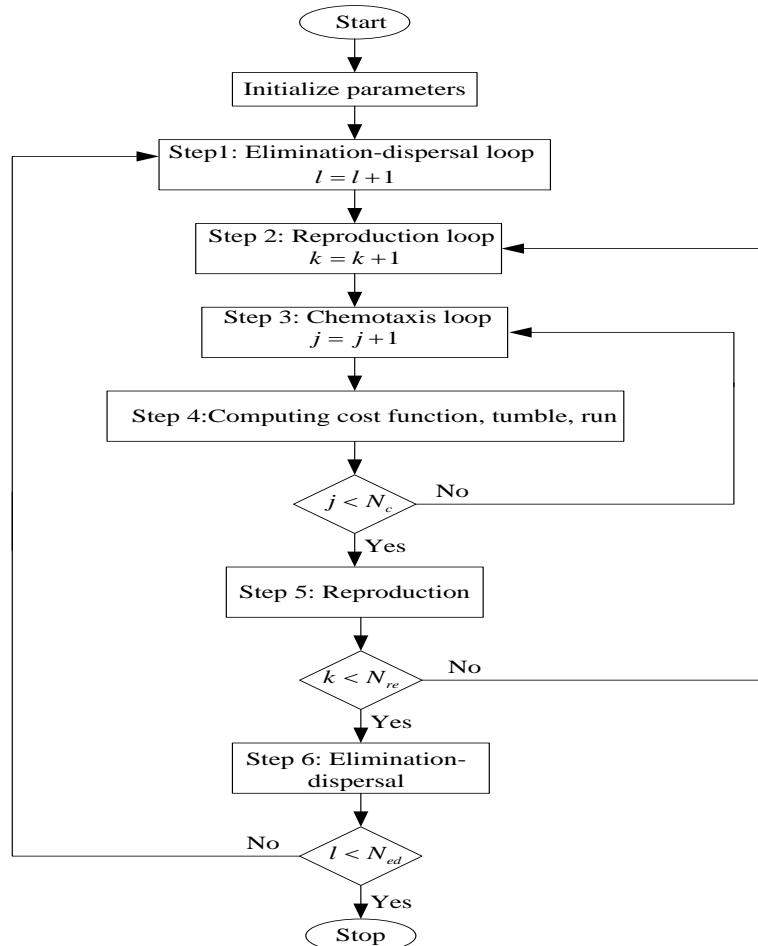 Start
Initialize parameters
Step1: Elimination-dispersal loop
l = l+1
Step 2: Reproduction loop
k = k+1
Step 3: Chemotaxis loop
j = j+1
Step 4:Computing cost function, tumble, run
j < N_c
No
Yes
Step 5: Reproduction
k < N_re
No
Yes
Step 6: Elimination-
dispersal
No
l < N_ed
Yes
Stop